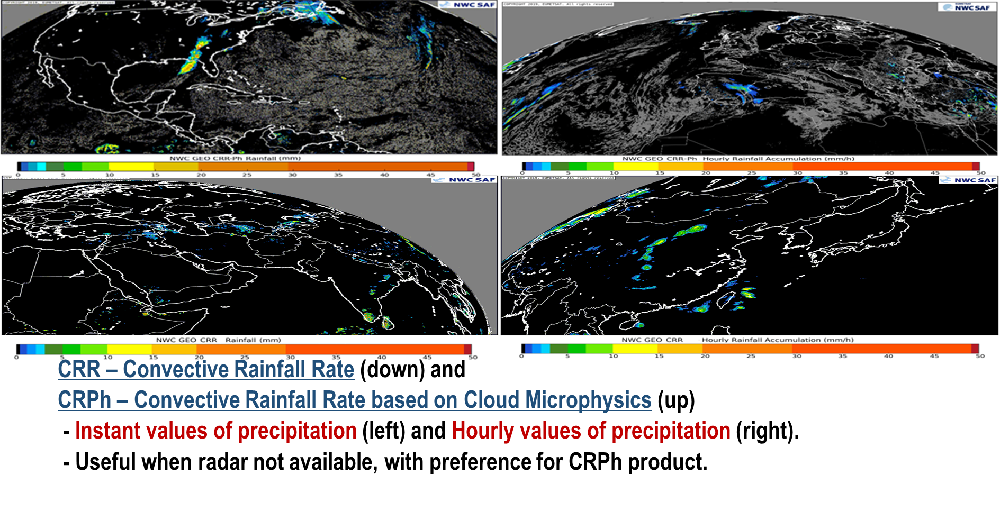 COPYRIGHT 2019, EUMETSAT. All rights reserved
NWC SAF
COPYRIGHT 2019, EUMETSAT. All rights reserved
EUMETSAT
NWC SAF
NWC GEO CRR-Ph Rainfall (mm)
0 5 10 15 20 25 30 35 40 45 50
NWC GEO CRR-Ph Hourly Rainfall Accumulation (mm/h)
0 5 10 15 20 25 30 35 40 45 50
COPYRIGHT 2019, EUMETSAT. All rights reserved
NWC SAF
COPYRIGHT 2019, EUMETSAT. All rights reserved
NWC SAF
NWC GEO CRR Rainfall (mm)
0 5 10 15 20 25 30 35 40 45 50
NWC GEO CRR Hourly Rainfall Accumulation (mm/h)
0 5 10 15 20 25 30 35 40 45 50
CRR – Convective Rainfall Rate (down) and
CRPh – Convective Rainfall Rate based on Cloud Microphysics (up)
- Instant values of precipitation (left) and Hourly values of precipitation (right).
- Useful when radar not available, with preference for CRPh product.